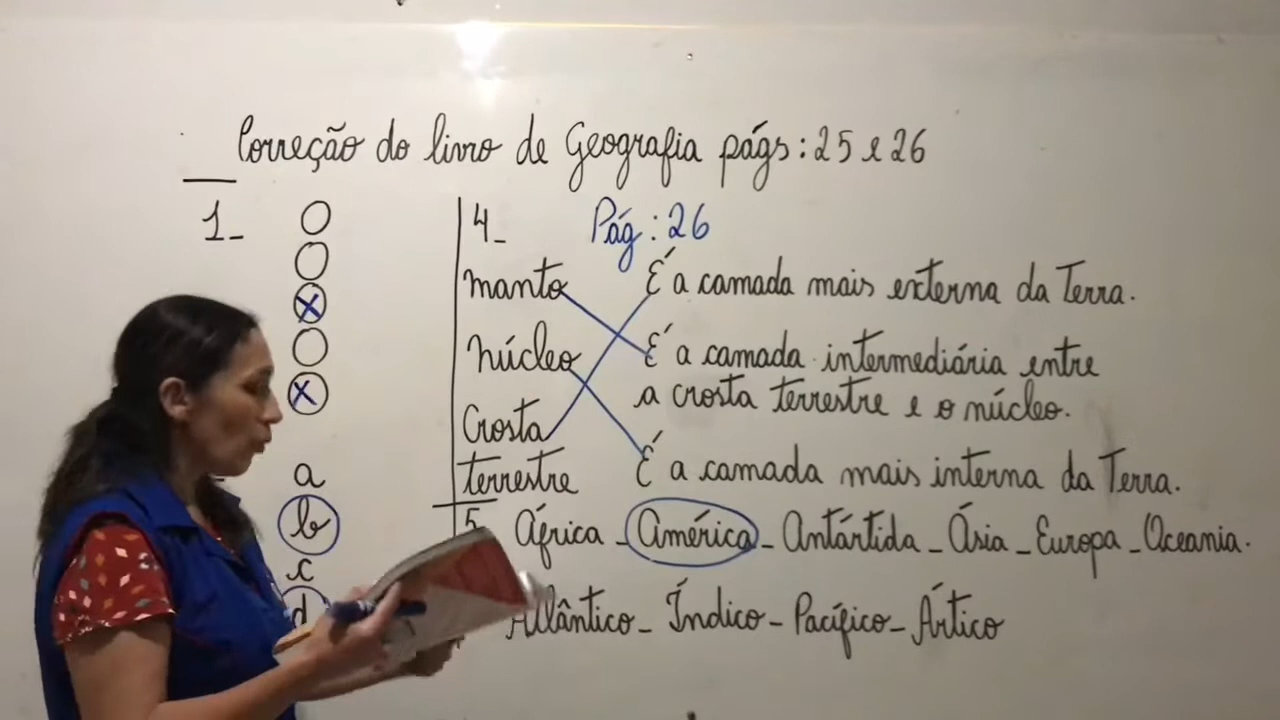 Correção do livro de Geografia págs: 25 e 26
1_
a
b
c
d
4_ Pág: 26
manto É a camada mais externa da Terra.
núcleo É a camada intermediária entre
a crosta terrestre e o núcleo.
Crosta
terrestre É a camada mais interna da Terra.
5 África _ América _ Antártida _ Ásia _ Europa _ Oceania.
Atlântico _ Índico _ Pacífico _ Ártico